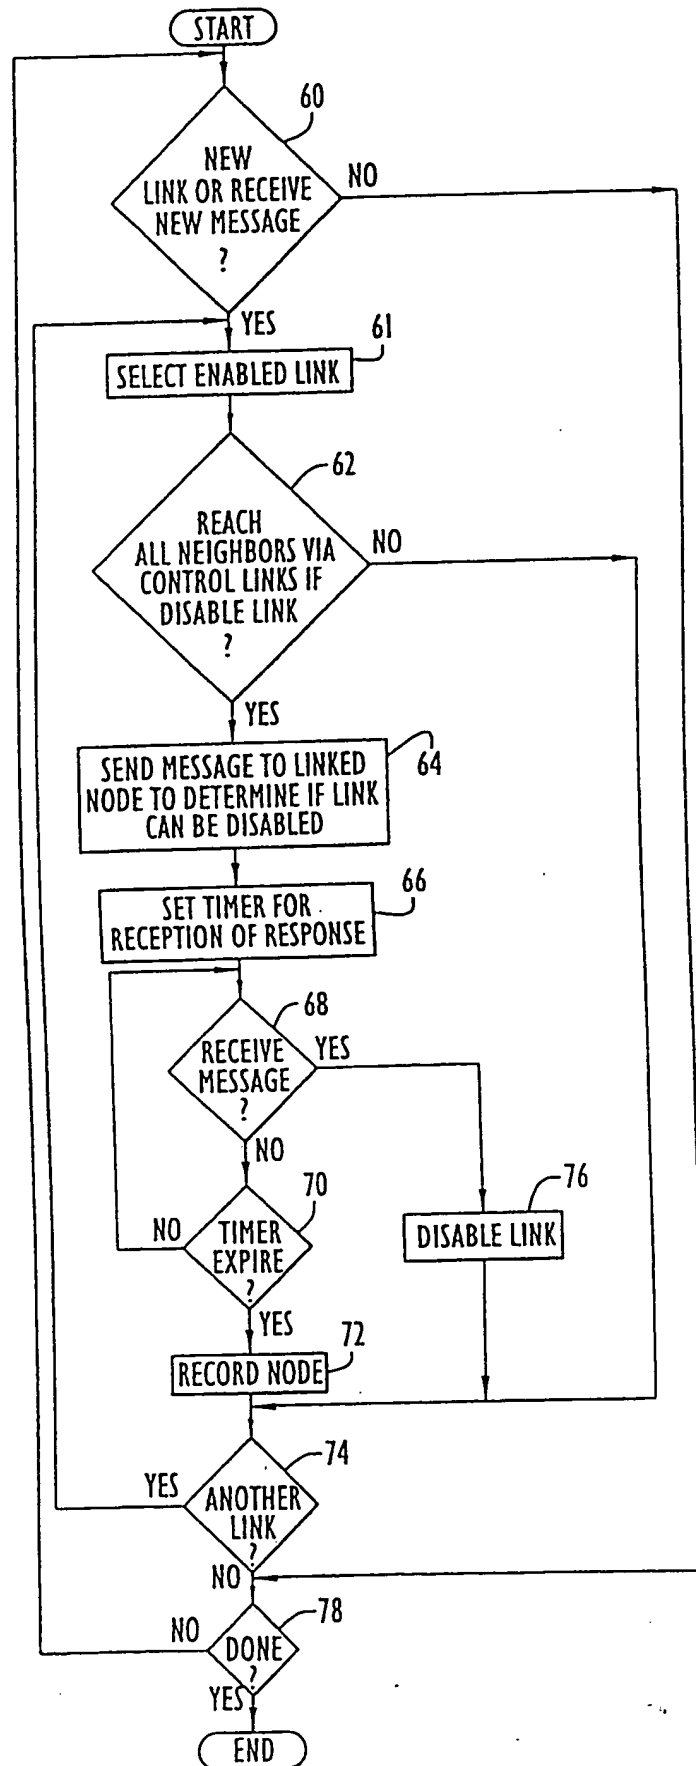 START
60
NEW
LINK OR RECEIVE
NEW MESSAGE
?
NO
YES
61
SELECT ENABLED LINK
62
REACH
ALL NEIGHBORS VIA
CONTROL LINKS IF
DISABLE LINK
?
NO
YES
64
SEND MESSAGE TO LINKED
NODE TO DETERMINE IF LINK
CAN BE DISABLED
66
SET TIMER FOR
RECEPTION OF RESPONSE
68
RECEIVE
MESSAGE
?
YES
NO
70
TIMER
EXPIRE
?
NO
YES
76
DISABLE LINK
72
RECORD NODE
74
ANOTHER
LINK
?
YES
NO
78
DONE
?
NO
YES
END